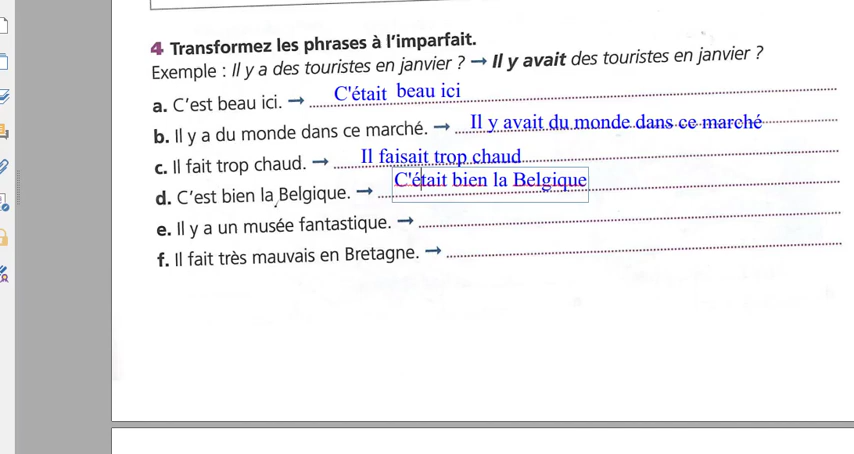 4 Transformez les phrases à l'imparfait.
Exemple : Il y a des touristes en janvier ? → Il y avait des touristes en janvier ?
a. C'est beau ici. → C'était beau ici
b. Il y a du monde dans ce marché. → Il y avait du monde dans ce marché
c. Il fait trop chaud. → Il faisait trop chaud
d. C'est bien la Belgique. → C'était bien la Belgique
e. Il y a un musée fantastique. →
f. Il fait très mauvais en Bretagne. →